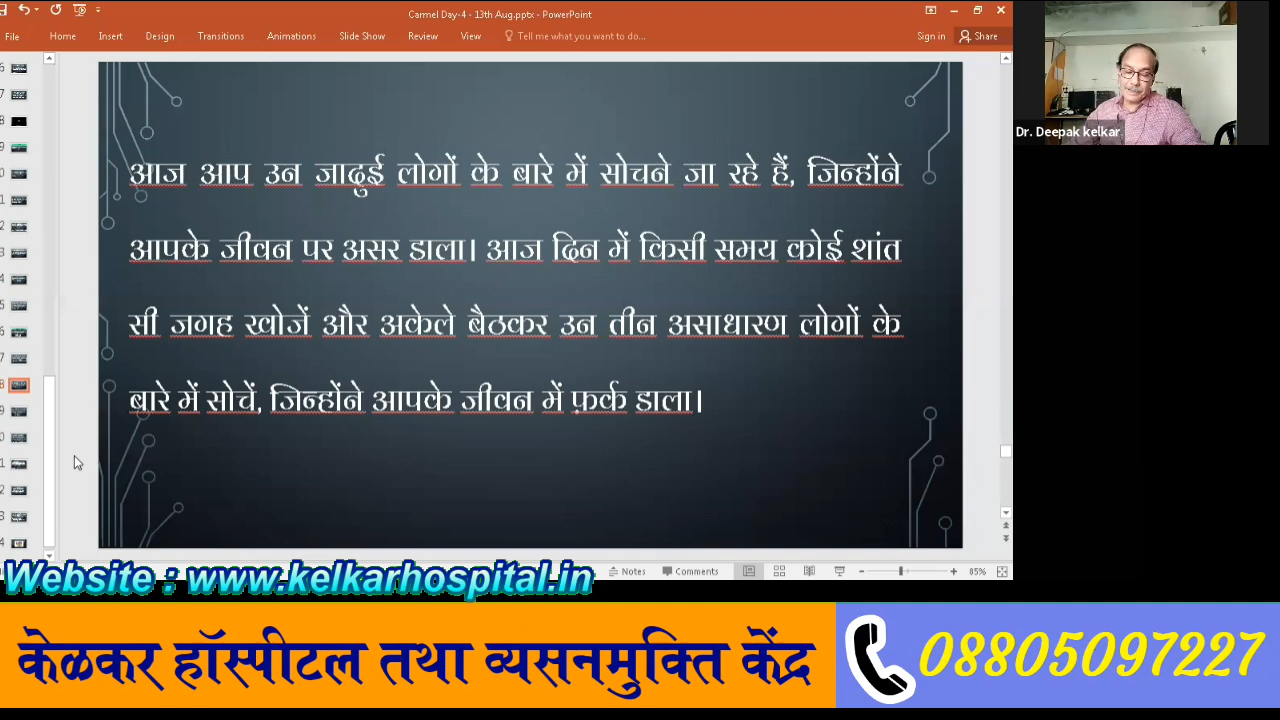 Carmel Day-4 - 13th Aug.pptx - PowerPoint
File Home Insert Design Transitions Animations Slide Show Review View Tell me what you want to do... Sign in Share
Dr. Deepak kelkar
आज आप उन जादुई लोगों के बारे में सोचने जा रहे हैं, जिन्होंने
आपके जीवन पर असर डाला। आज दिन में किसी समय कोई शांत
सी जगह खोजें और अकेले बैठकर उन तीन असाधारण लोगों के
बारे में सोचें, जिन्होंने आपके जीवन में फ़र्क डाला।
Notes Comments 85%
Website : www.kelkarhospital.in
केळकर हॉस्पीटल तथा व्यसनमुक्ति केंद्र
08805097227